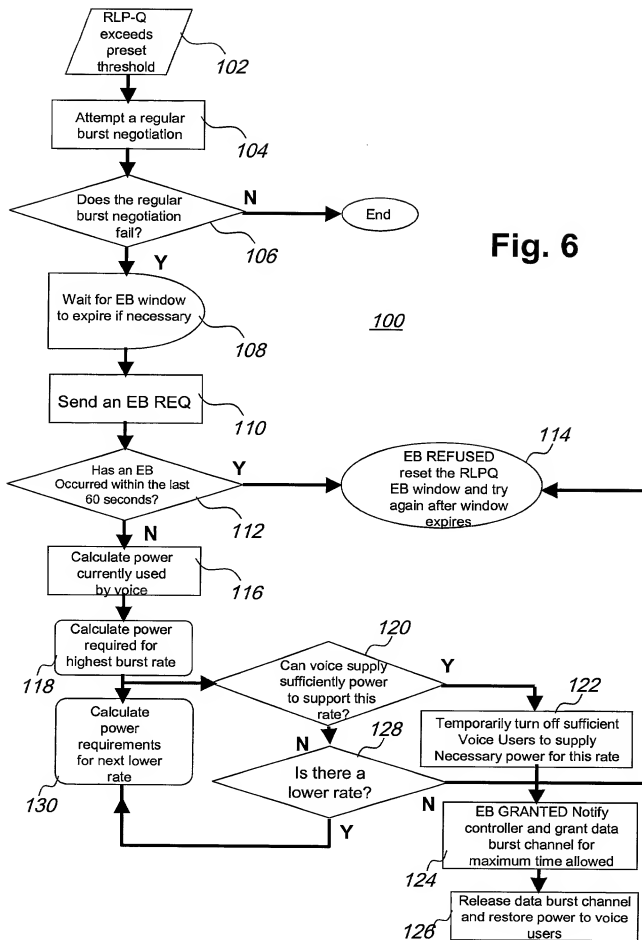 RLP-Q
exceeds
preset
threshold
102
Attempt a regular
burst negotiation
104
Does the regular
burst negotiation
fail?
N
106
End
Y
Fig. 6
Wait for EB window
to expire if necessary
108
100
Send an EB REQ
110
Has an EB
Occurred within the last
60 seconds?
Y
112
N
EB REFUSED
reset the RLPQ
EB window and try
again after window
expires
114
Calculate power
currently used
by voice
116
Calculate power
required for
highest burst rate
118
Can voice supply
sufficiently power
to support this
rate?
120
Y
N
Temporarily turn off sufficient
Voice Users to supply
Necessary power for this rate
122
Calculate
power
requirements
for next lower
rate
130
Is there a
lower rate?
128
N
Y
EB GRANTED Notify
controller and grant data
burst channel for
maximum time allowed
124
Release data burst channel
and restore power to voice
users
126